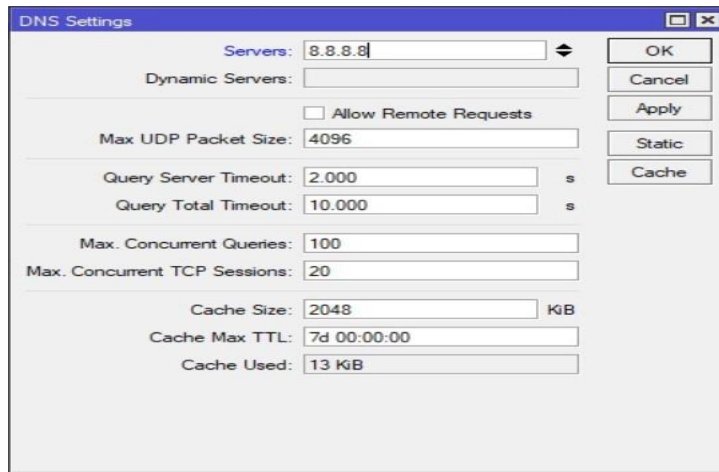 DNS Settings
Servers: 8.8.8.8
OK
Dynamic Servers:
Cancel
Allow Remote Requests
Apply
Max UDP Packet Size: 4096
Static
Query Server Timeout: 2.000 s
Cache
Query Total Timeout: 10.000 s
Max. Concurrent Queries: 100
Max. Concurrent TCP Sessions: 20
Cache Size: 2048 KiB
Cache Max TTL: 7d 00:00:00
Cache Used: 13 KiB